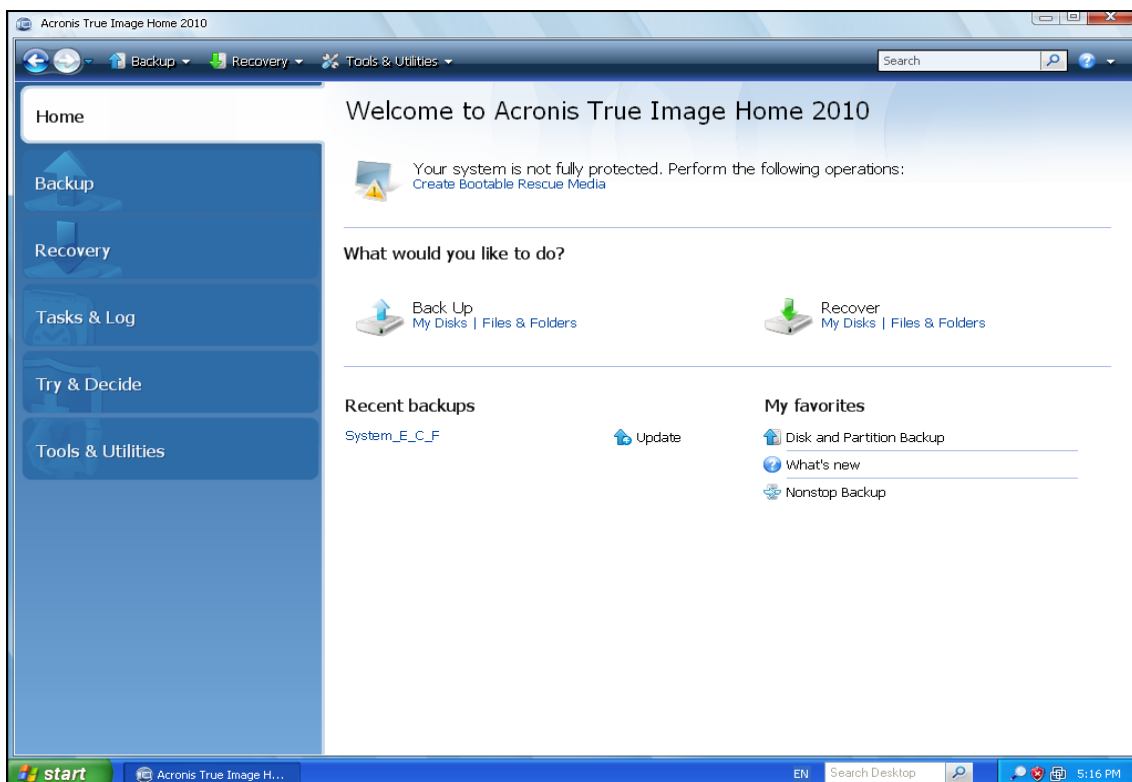 Acronis True Image Home 2010
Backup Recovery Tools & Utilities Search
Home
Backup
Recovery
Tasks & Log
Try & Decide
Tools & Utilities
Welcome to Acronis True Image Home 2010
Your system is not fully protected. Perform the following operations:
Create Bootable Rescue Media
What would you like to do?
Back Up
My Disks | Files & Folders
Recover
My Disks | Files & Folders
Recent backups
System_E_C_F Update
My favorites
Disk and Partition Backup
What's new
Nonstop Backup
start Acronis True Image H... EN Search Desktop 5:16 PM